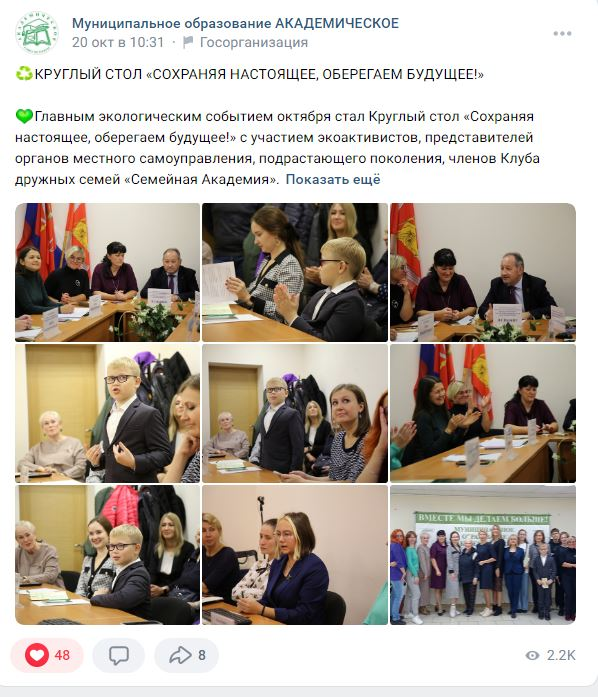 Муниципальное образование АКАДЕМИЧЕСКОЕ
20 окт в 10:31 · Госорганизация
♻КРУГЛЫЙ СТОЛ «СОХРАНЯЯ НАСТОЯЩЕЕ, ОБЕРЕГАЕМ БУДУЩЕЕ!»
💚Главным экологическим событием октября стал Круглый стол «Сохраняя
настоящее, оберегаем будущее!» с участием экоактивистов, представителей
органов местного самоуправления, подрастающего поколения, членов Клуба
дружных семей «Семейная Академия». Показать ещё
ВМЕСТЕ МЫ ДЕЛАЕМ БОЛЬШЕ!
48
8
2.2K